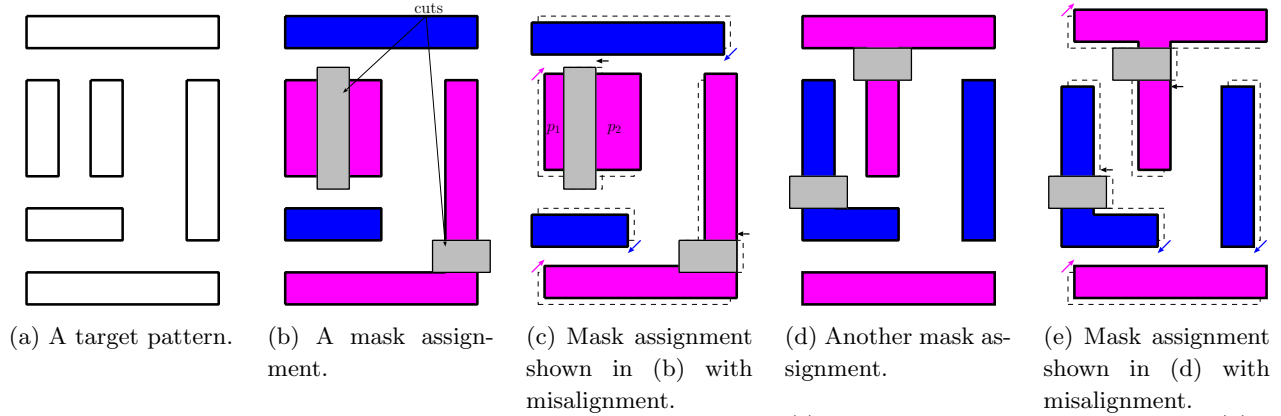 cuts
p1 p2
(a) A target pattern.
(b) A mask assign-
ment.
(c) Mask assignment
shown in (b) with
misalignment.
(d) Another mask as-
signment.
(e) Mask assignment
shown in (d) with
misalignment.